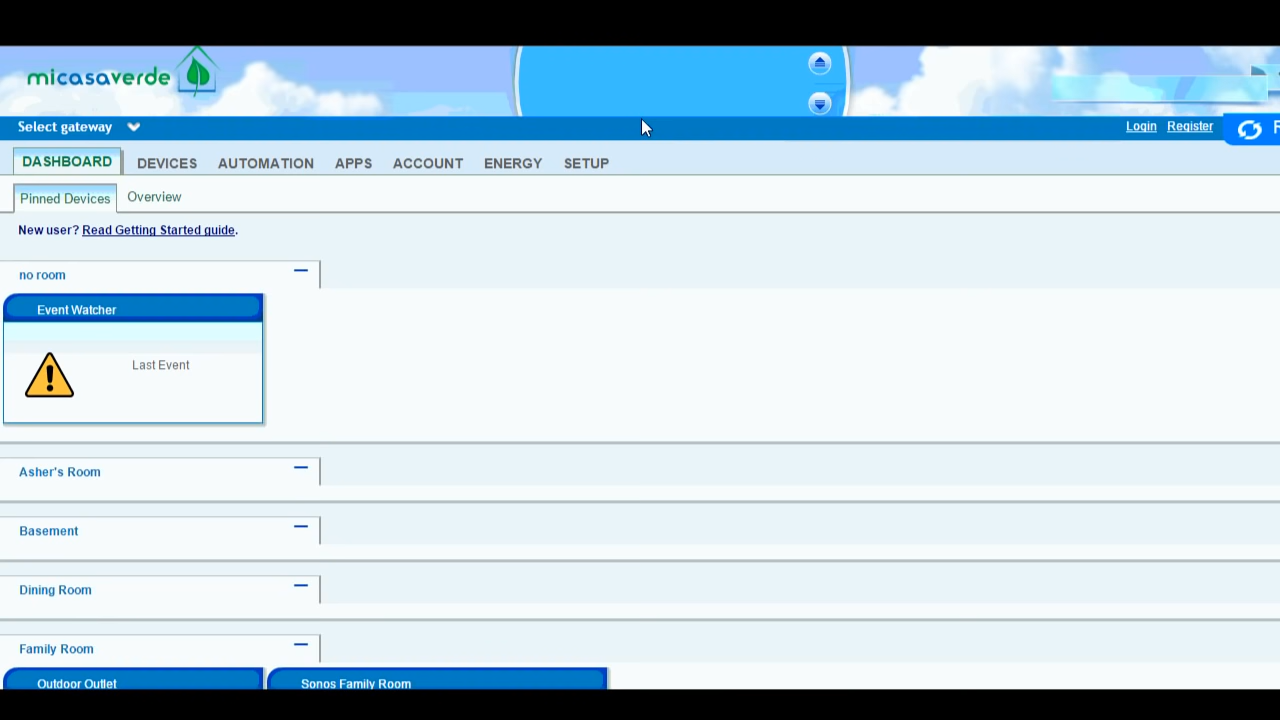 micasaverde
Select gateway
Login Register
DASHBOARD DEVICES AUTOMATION APPS ACCOUNT ENERGY SETUP
Pinned Devices Overview
New user? Read Getting Started guide.
no room
Event Watcher
Last Event
Asher's Room
Basement
Dining Room
Family Room
Outdoor Outlet Sonos Family Room